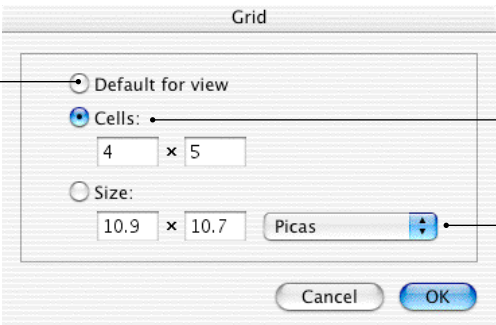 Grid
Default for view
Cells:
4 × 5
Size:
10.9 × 10.7 Picas
Cancel OK